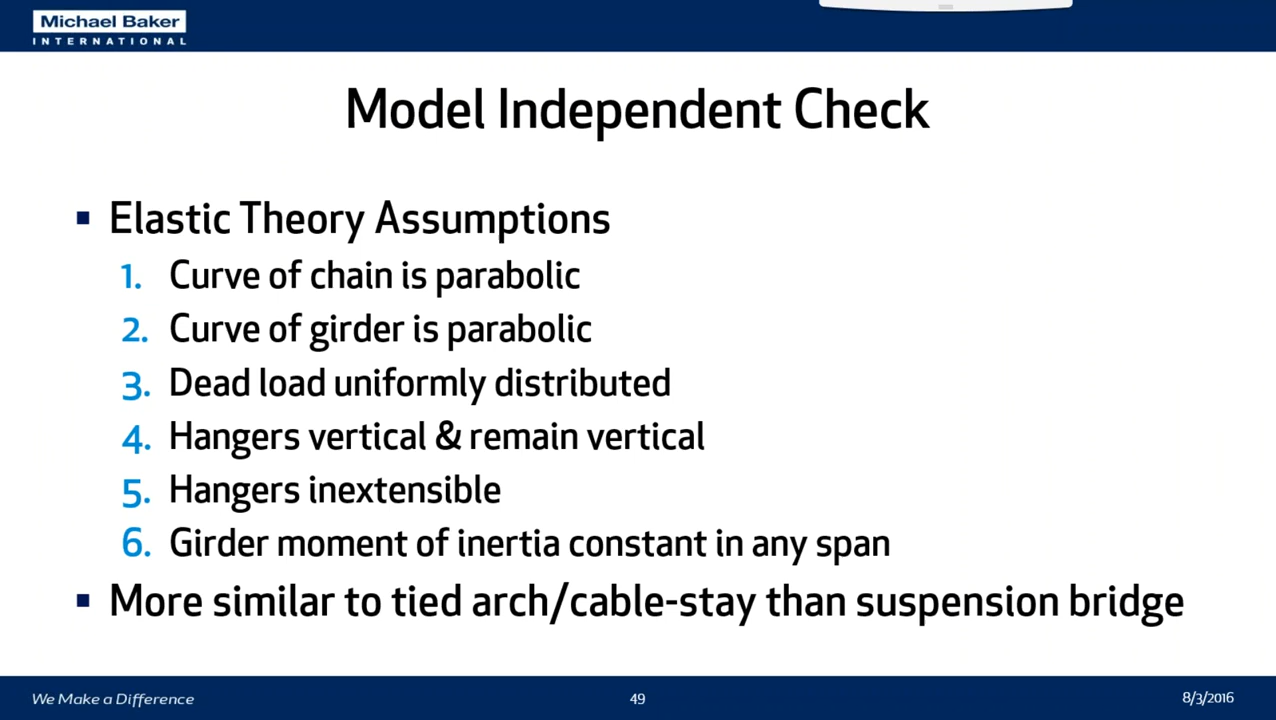 Michael Baker
INTERNATIONAL
Model Independent Check
▪ Elastic Theory Assumptions
1. Curve of chain is parabolic
2. Curve of girder is parabolic
3. Dead load uniformly distributed
4. Hangers vertical & remain vertical
5. Hangers inextensible
6. Girder moment of inertia constant in any span
▪ More similar to tied arch/cable-stay than suspension bridge
We Make a Difference
49
8/3/2016